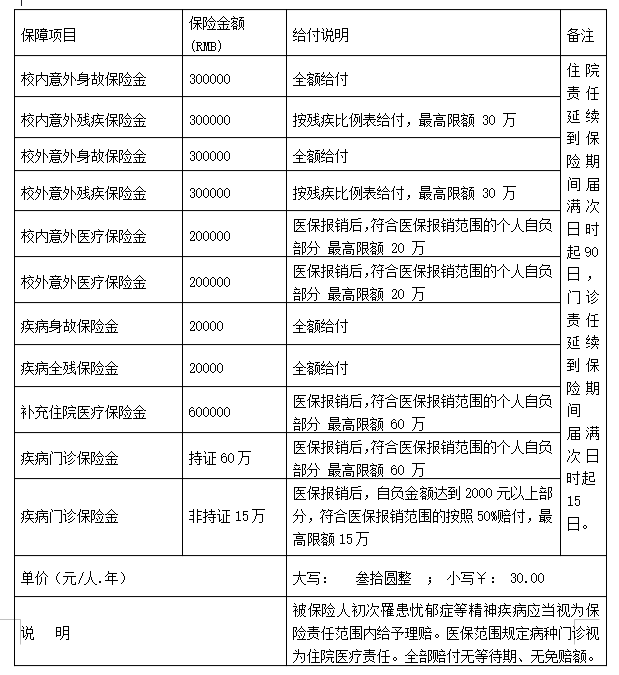 保障项目
保险金额
(RMB)
给付说明
备注
校内意外身故保险金
300000
全额给付
校内意外残疾保险金
300000
按残疾比例表给付，最高限额 30 万
校外意外身故保险金
300000
全额给付
校外意外残疾保险金
300000
按残疾比例表给付，最高限额 30 万
校内意外医疗保险金
200000
医保报销后,符合医保报销范围的个人自负
部分 最高限额 20 万
校外意外医疗保险金
200000
医保报销后,符合医保报销范围的个人自负
部分 最高限额 20 万
疾病身故保险金
20000
全额给付
疾病全残保险金
20000
全额给付
补充住院医疗保险金
600000
医保报销后,符合医保报销范围的个人自负
部分 最高限额 60 万
疾病门诊保险金
持证 60 万
医保报销后,符合医保报销范围的个人自负
部分 最高限额 60 万
疾病门诊保险金
非持证 15 万
医保报销后，自负金额达到 2000 元以上部
分，符合医保报销范围的按照 50%赔付，最
高限额 15 万
住院
责任
延续
到保
险期
间届
满次
日时
起 90
日，
门诊
责任
延续
到保
险期
间
届满
次日
时起
15
日。
单价（元/人.年）
大写： 叁拾圆整 ；小写￥： 30.00
说 明
被保险人初次罹患忧郁症等精神疾病应当视为保
险责任范围内给予理赔。医保范围规定病种门诊视
为住院医疗责任。全部赔付无等待期、无免赔额。